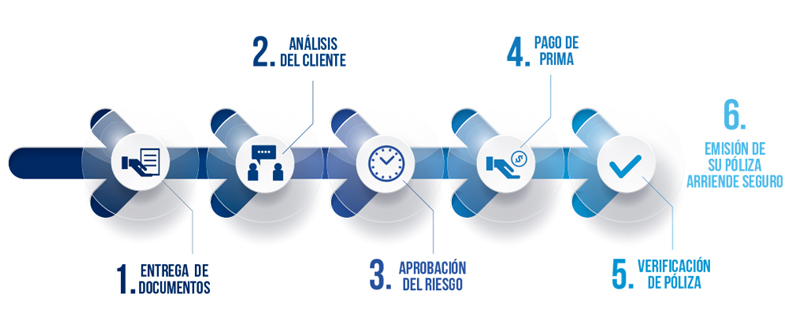 1. ENTREGA DE
DOCUMENTOS
2. ANÁLISIS
DEL CLIENTE
3. APROBACIÓN
DEL RIESGO
4. PAGO DE
PRIMA
$
5. VERIFICACIÓN
DE PÓLIZA
6.
EMISIÓN DE
SU PÓLIZA
ARRIENDE SEGURO